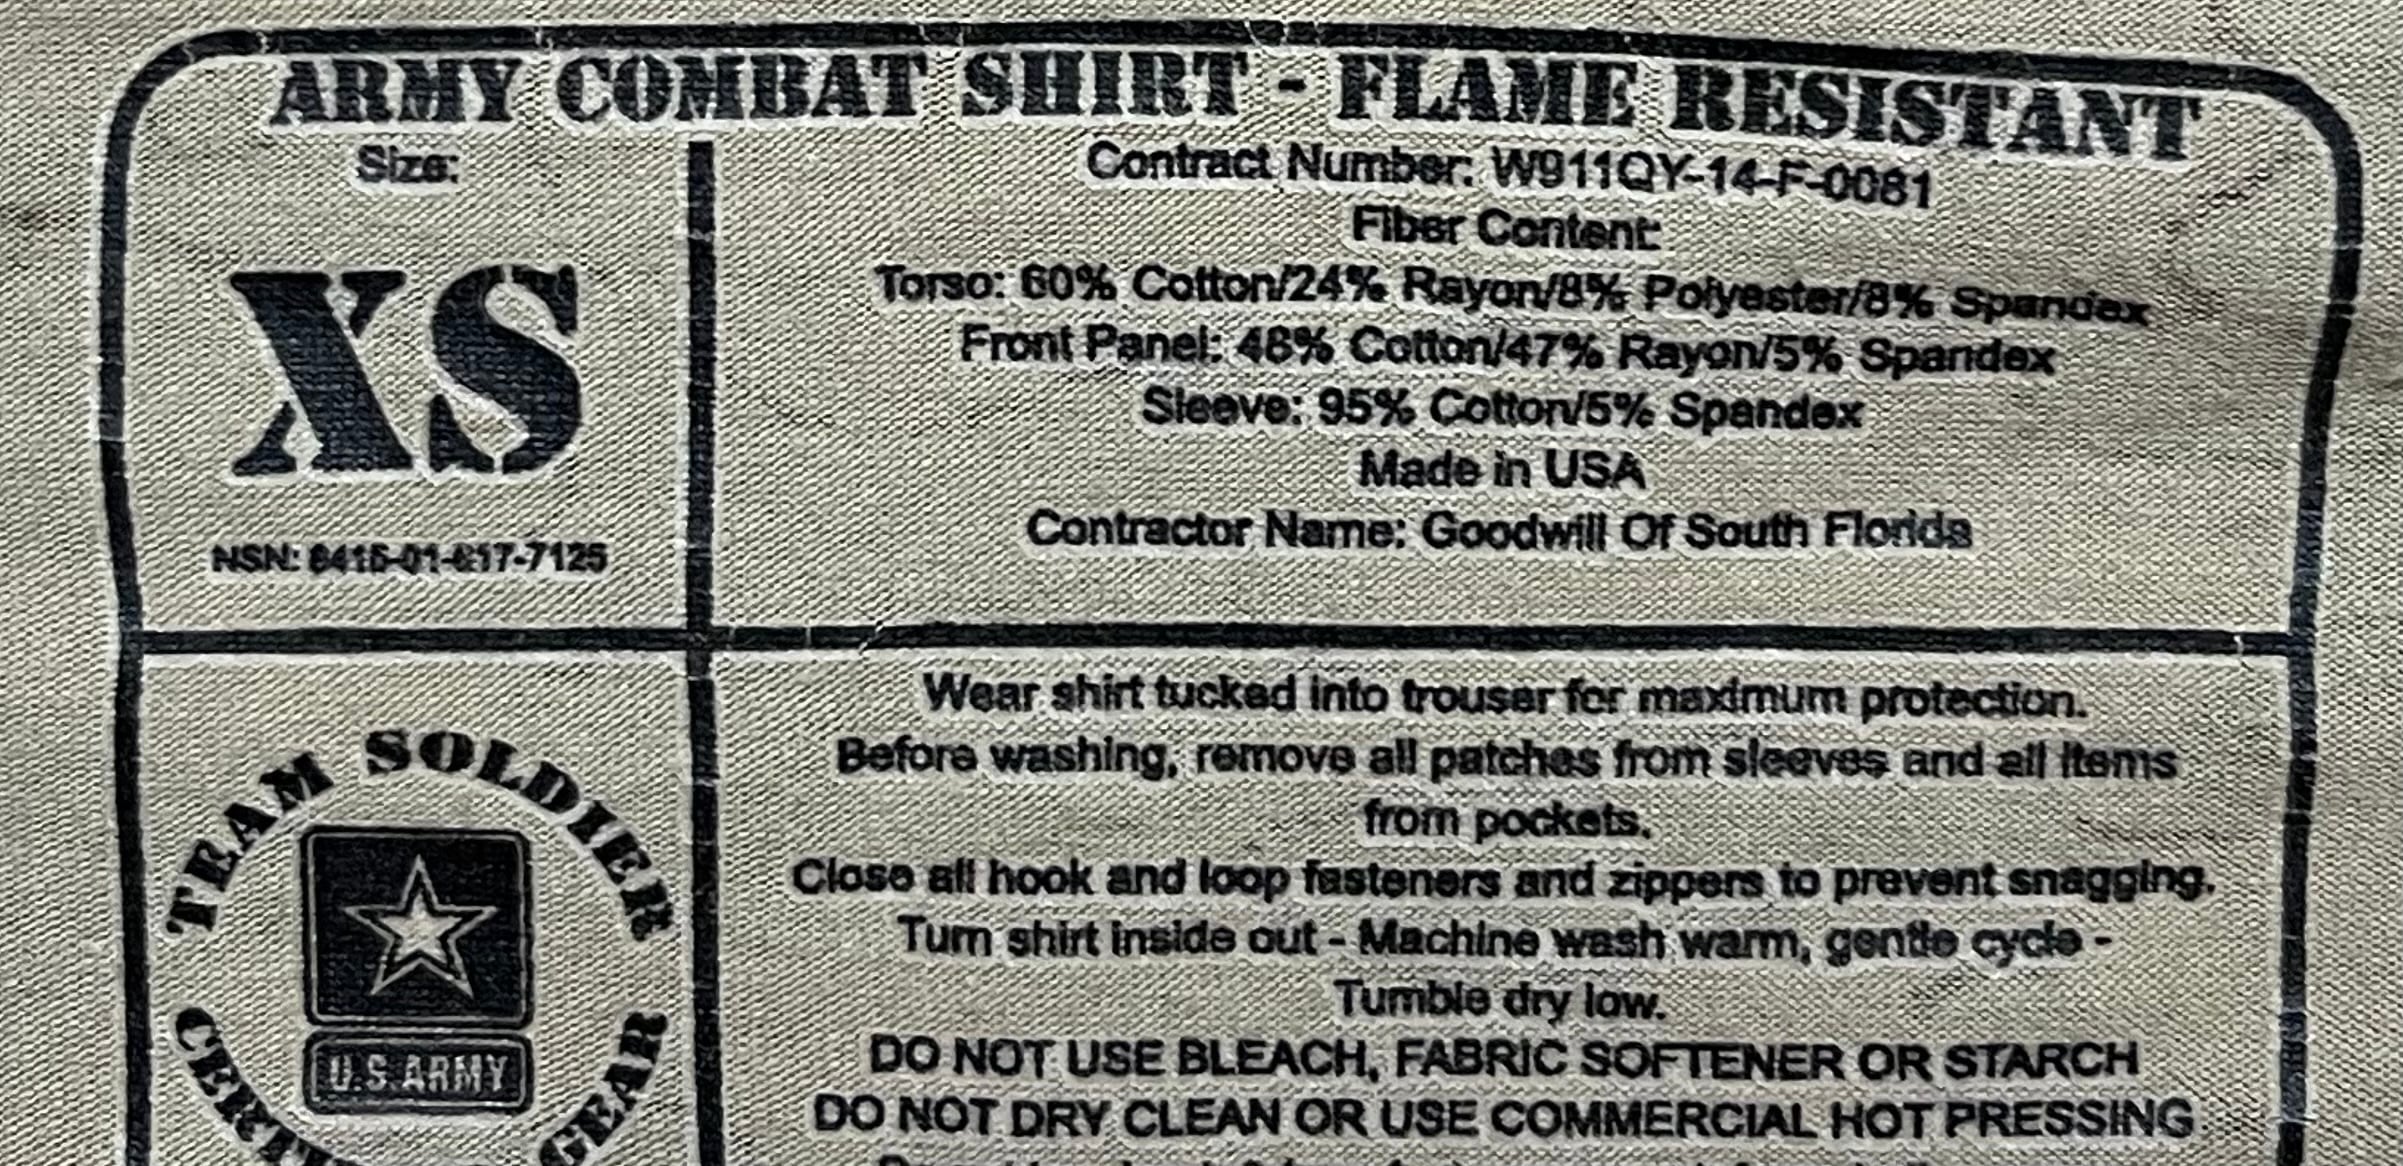 ARMY COMBAT SHIRT - FLAME RESISTANT
Size:
XS
NSN: 8415-01-617-7125
Contract Number: W911QY-14-F-0081
Fiber Content:
Torso: 60% Cotton/24% Rayon/8% Polyester/8% Spandex
Front Panel: 48% Cotton/47% Rayon/5% Spandex
Sleeve: 95% Cotton/5% Spandex
Made in USA
Contractor Name: Goodwill Of South Florida
TEAM SOLDIER
U.S.ARMY
GEAR
Wear shirt tucked into trouser for maximum protection.
Before washing, remove all patches from sleeves and all items
from pockets.
Close all hook and loop fasteners and zippers to prevent snagging.
Turn shirt inside out - Machine wash warm, gentle cycle -
Tumble dry low.
DO NOT USE BLEACH, FABRIC SOFTENER OR STARCH
DO NOT DRY CLEAN OR USE COMMERCIAL HOT PRESSING